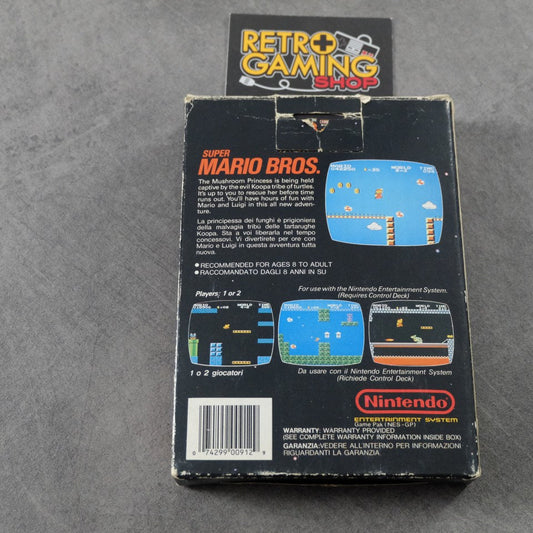 RETRO
GAMING
SHOP
SUPER
MARIO BROS.
The Mushroom Princess is being held
captive by the evil Koopa tribe of turtles.
It's up to you to rescue her before time
runs out. You'll have hours of fun with
Mario and Luigi in this all new adven-
ture.
La principessa dei funghi è prigioniera
della malvagia tribù delle tartarughe
Koopa. Sta a voi liberarla nel tempo
concessovi. Vi divertirete per ore con
Mario e Luigi in questa avventura tutta
nuova.
● RECOMMENDED FOR AGES 8 TO ADULT
● RACCOMANDATO DAGLI 8 ANNI IN SU
For use with the Nintendo Entertainment System.
(Requires Control Deck)
Players; 1 or 2
1 o 2 giocatori
Da usare con il Nintendo Entertainment System
(Richiede Control Deck)
Nintendo
ENTERTAINMENT SYSTEM
Game Pak (NES-GP)
WARRANTY: WARRANTY PROVIDED
(SEE COMPLETE WARRANTY INFORMATION INSIDE BOX)
GARANZIA:VEDERE ALL'INTERNO PER INFORMAZIONI
RIGUARDANTI LA GARANZIA.
0 74299 00912 9